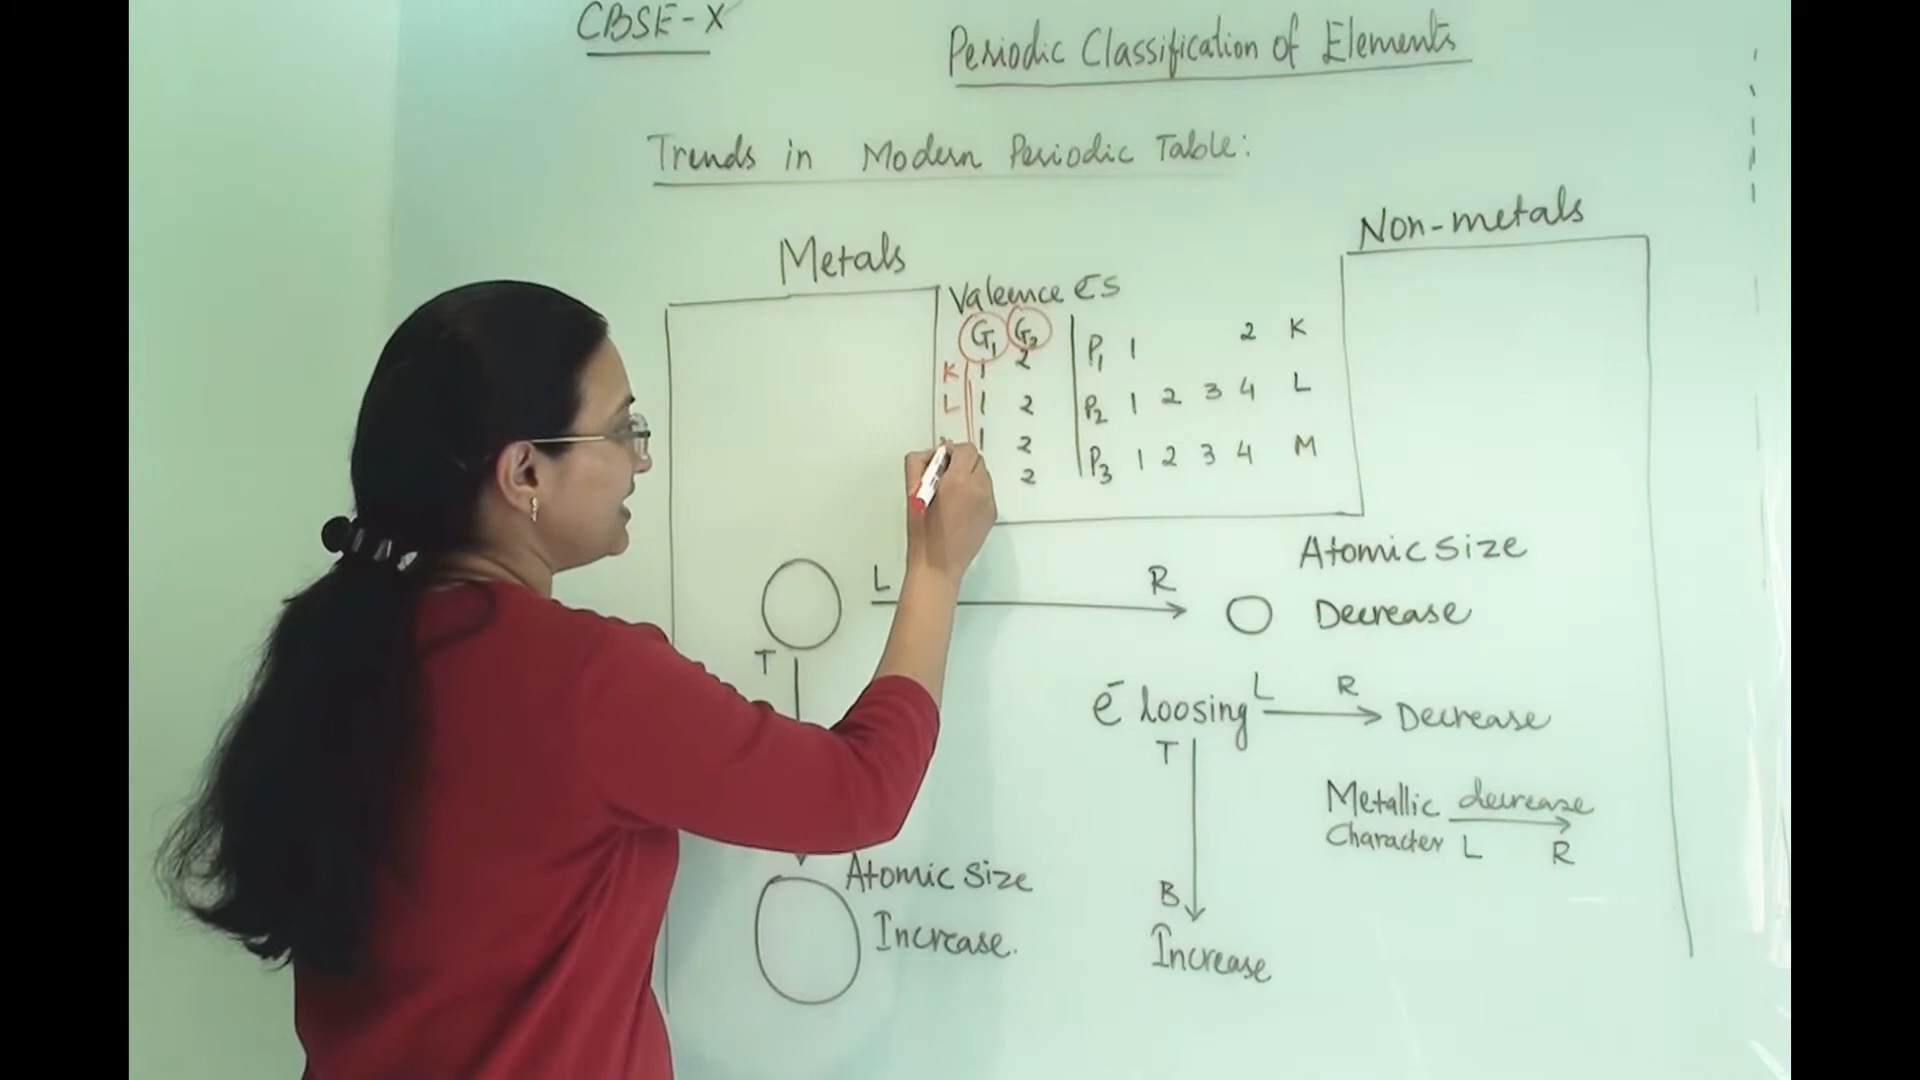 CBSE-X
Periodic Classification of Elements
Trends in Modern Periodic Table:
Metals
Non-metals
Valeence es
G1 G2
K 1 2
L 1 2
1 2
2
P1 1 2 K
P2 1 2 3 4 L
P3 1 2 3 4 M
L R
Atomic Size
Decrease
T
Atomic Size
Increase.
e- loosing L R Decrease
T
B
Increase
Metallic decrease
Character L R